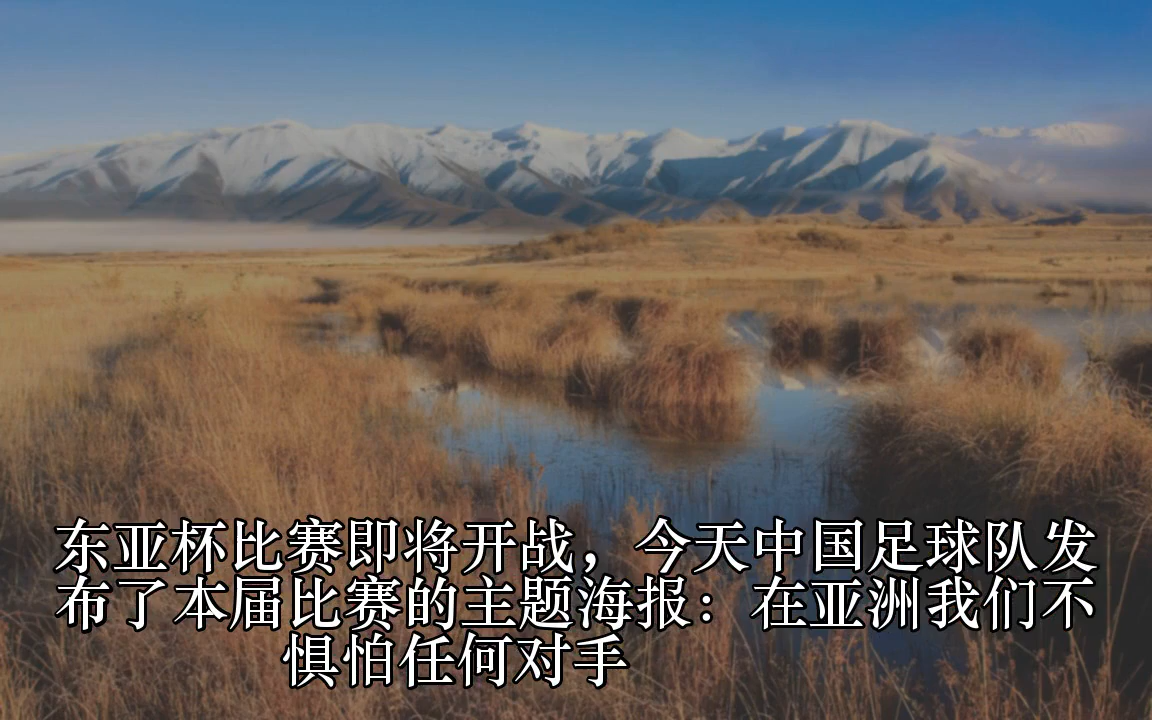 东亚杯比赛即将开战，今天中国足球队发
布了本届比赛的主题海报：在亚洲我们不
惧怕任何对手